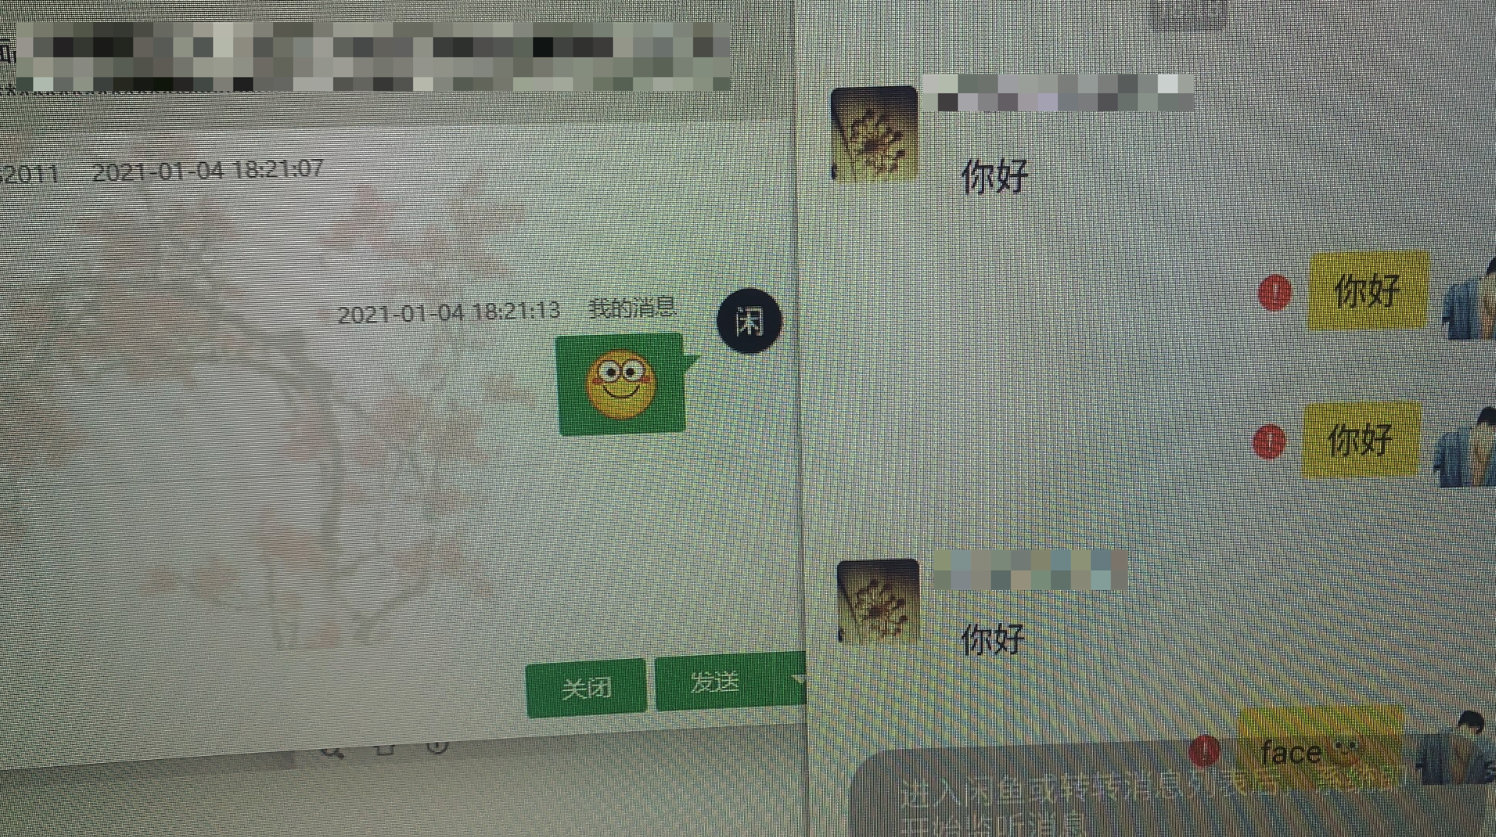 2011 2021-01-04 18:21:07
2021-01-04 18:21:13 我的消息
闲
关闭 发送
你好
你好
你好
你好
face
进入闲鱼或转转消息列表后，系统
开始监听消息